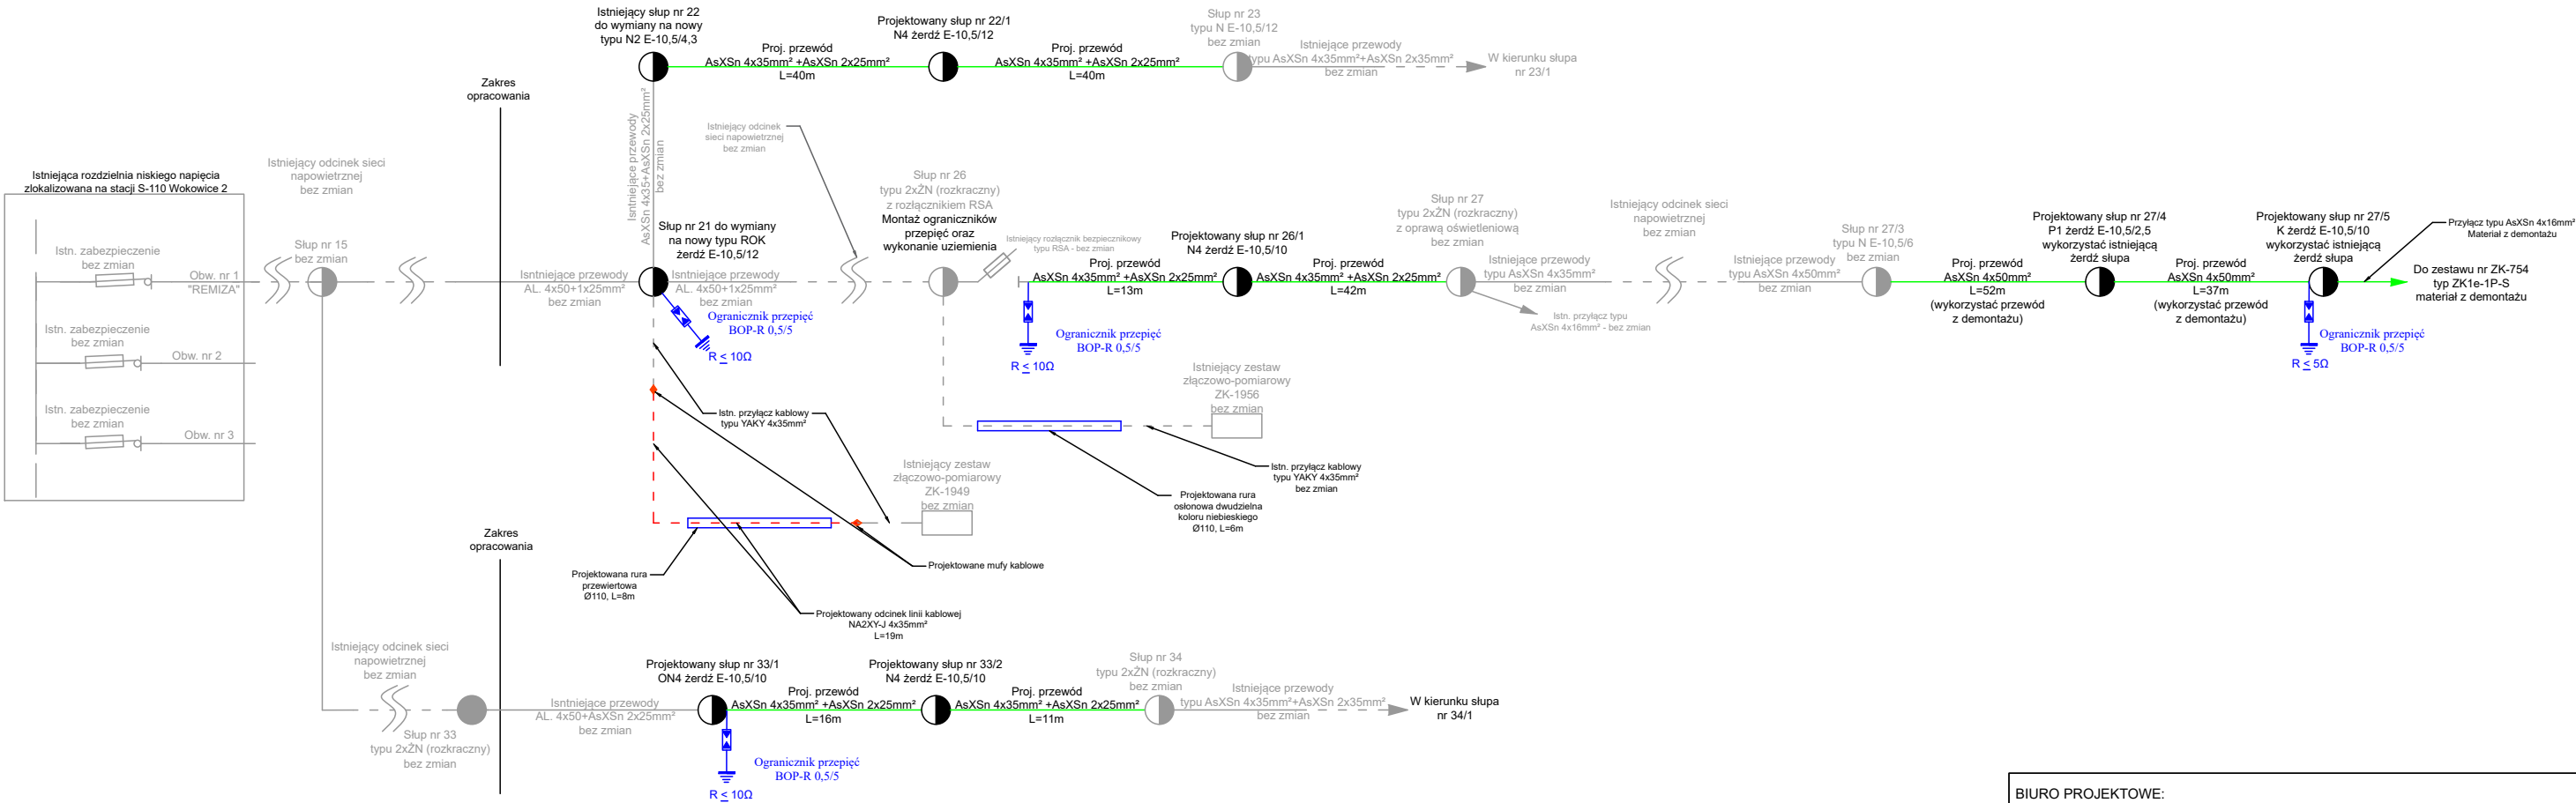 Istniejący słup nr 22
do wymiany na nowy
typu N2 E-10,5/4,3
Projektowany słup nr 22/1
N4 żerdź E-10,5/12
Słup nr 23
typu N E-10,5/12
bez zmian
Proj. przewód
AsXSn 4x35mm² +AsXSn 2x25mm²
L=40m
Proj. przewód
AsXSn 4x35mm² +AsXSn 2x25mm²
L=40m
Istniejące przewody
typu AsXSn 4x35mm²+AsXSn 2x35mm²
bez zmian
W kierunku słupa
nr 23/1
Zakres
opracowania
Isntniejące przewody
AsXSn 4x35+AsXSn 2x25mm²
bez zmian
Istniejący odcinek
sieci napowietrznej
bez zmian
Istniejący odcinek sieci
napowietrznej
bez zmian
Istniejąca rozdzielnia niskiego napięcia
zlokalizowana na stacji S-110 Wokowice 2
Istn. zabezpieczenie
bez zmian
Obw. nr 1
"REMIZA"
Istn. zabezpieczenie
bez zmian
Obw. nr 2
Istn. zabezpieczenie
bez zmian
Obw. nr 3
Słup nr 15
bez zmian
Isntniejące przewody
AL. 4x50+1x25mm²
bez zmian
Słup nr 21 do wymiany
na nowy typu ROK
żerdź E-10,5/12
Isntniejące przewody
AL. 4x50+1x25mm²
bez zmian
Ogranicznik przepięć
BOP-R 0,5/5
R ≤ 10Ω
Słup nr 26
typu 2xŻN (rozkraczny)
z rozłącznikiem RSA
Montaż ograniczników
przepięć oraz
wykonanie uziemienia
Istniejący rozłącznik bezpiecznikowy
typu RSA - bez zmian
Proj. przewód
AsXSn 4x35mm² +AsXSn 2x25mm²
L=13m
Ogranicznik przepięć
BOP-R 0,5/5
R ≤ 10Ω
Projektowany słup nr 26/1
N4 żerdź E-10,5/10
Proj. przewód
AsXSn 4x35mm² +AsXSn 2x25mm²
L=42m
Słup nr 27
typu 2xŻN (rozkraczny)
z oprawą oświetleniową
bez zmian
Istniejące przewody
typu AsXSn 4x35mm²
bez zmian
Istn. przyłącz typu
AsXSn 4x16mm² - bez zmian
Istniejący odcinek sieci
napowietrznej
bez zmian
Istniejące przewody
typu AsXSn 4x50mm²
bez zmian
Słup nr 27/3
typu N E-10,5/6
bez zmian
Proj. przewód
AsXSn 4x50mm²
L=52m
(wykorzystać przewód
z demontażu)
Projektowany słup nr 27/4
P1 żerdź E-10,5/2,5
wykorzystać istniejącą
żerdź słupa
Proj. przewód
AsXSn 4x50mm²
L=37m
(wykorzystać przewód
z demontażu)
Projektowany słup nr 27/5
K żerdź E-10,5/10
wykorzystać istniejącą
żerdź słupa
Przyłącz typu AsXSn 4x16mm²
Materiał z demontażu
Do zestawu nr ZK-754
typ ZK1e-1P-S
materiał z demontażu
Ogranicznik przepięć
BOP-R 0,5/5
R ≤ 5Ω
Istniejący zestaw
złączowo-pomiarowy
ZK-1956
bez zmian
Istn. przyłącz kablowy
typu YAKY 4x35mm²
Istn. przyłącz kablowy
typu YAKY 4x35mm²
bez zmian
Projektowana rura
osłonowa dwudzielna
koloru niebieskiego
Ø110, L=6m
Istniejący zestaw
złączowo-pomiarowy
ZK-1949
bez zmian
Zakres
opracowania
Projektowane mufy kablowe
Projektowana rura
przewiertowa
Ø110, L=8m
Projektowany odcinek linii kablowej
NA2XY-J 4x35mm²
L=19m
Istniejący odcinek sieci
napowietrznej
bez zmian
Słup nr 33
typu 2xŻN (rozkraczny)
bez zmian
Isntniejące przewody
AL. 4x50+AsXSn 2x25mm²
bez zmian
Projektowany słup nr 33/1
ON4 żerdź E-10,5/10
Proj. przewód
AsXSn 4x35mm² +AsXSn 2x25mm²
L=16m
Projektowany słup nr 33/2
N4 żerdź E-10,5/10
Proj. przewód
AsXSn 4x35mm² +AsXSn 2x25mm²
L=11m
Słup nr 34
typu 2xŻN (rozkraczny)
bez zmian
Istniejące przewody
typu AsXSn 4x35mm²+AsXSn 2x35mm²
bez zmian
W kierunku słupa
nr 34/1
Ogranicznik przepięć
BOP-R 0,5/5
R ≤ 10Ω
BIURO PROJEKTOWE: